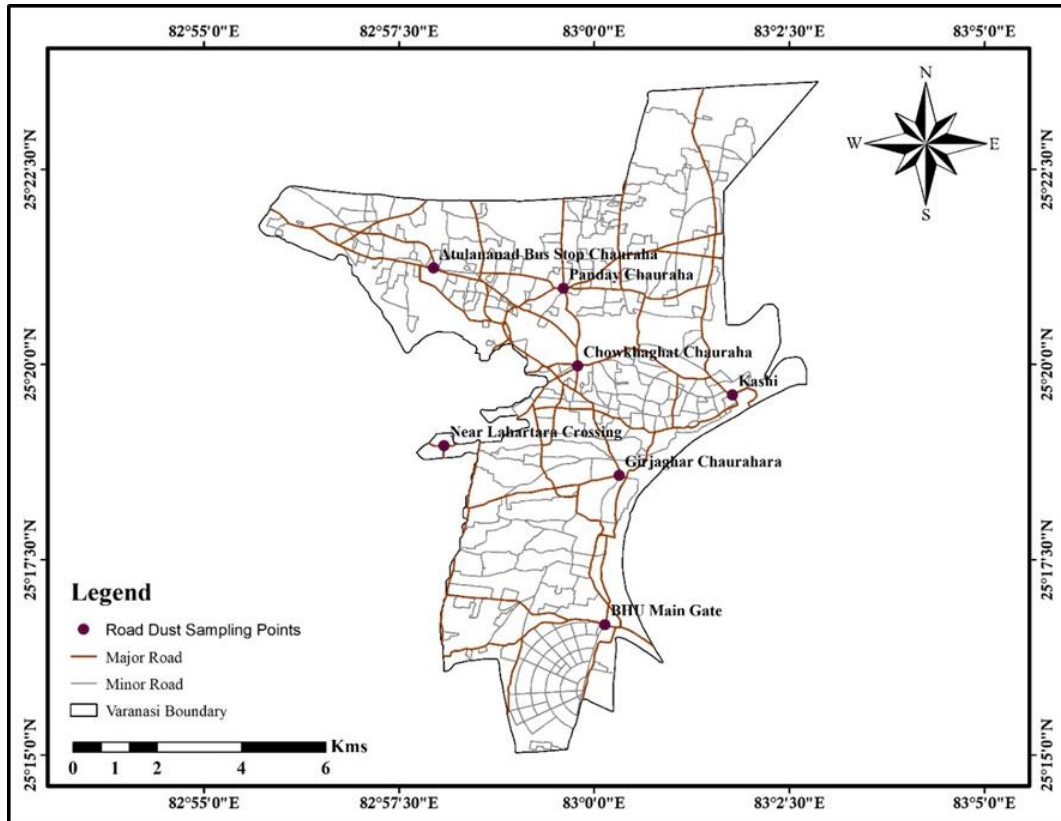 82°55'0"E 82°57'30"E 83°0'0"E 83°2'30"E 83°5'0"E
N
W E
S
25°22'30"N 25°22'30"N
Atulananad Bus Stop Chauraha
Panday Chauraha
25°20'0"N 25°20'0"N
Chowkhaghat Chauraha
Kashi
Near Lahartara Crossing
Girjaghar Chaurahara
25°17'30"N 25°17'30"N
BHU Main Gate
Legend
Road Dust Sampling Points
Major Road
Minor Road
Varanasi Boundary
Kms
0 1 2 4 6
25°15'0"N 25°15'0"N
82°55'0"E 82°57'30"E 83°0'0"E 83°2'30"E 83°5'0"E